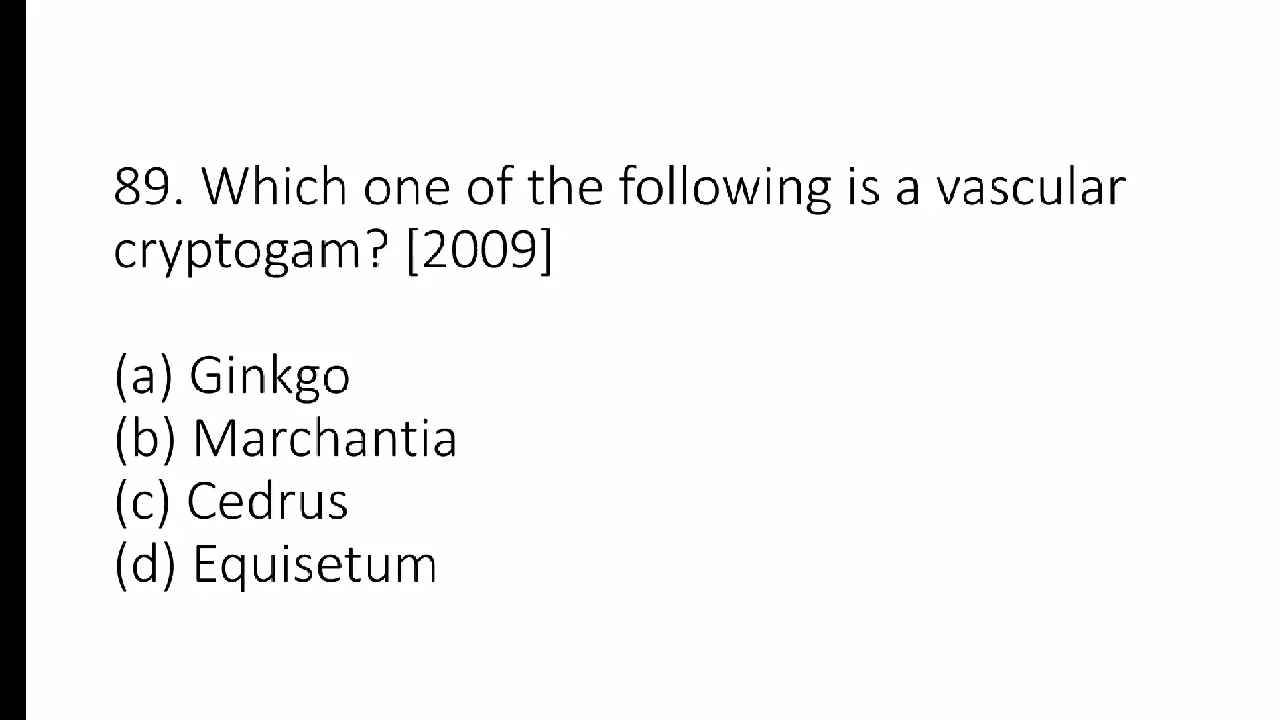 89. Which one of the following is a vascular
cryptogam? [2009]
(a) Ginkgo
(b) Marchantia
(c) Cedrus
(d) Equisetum